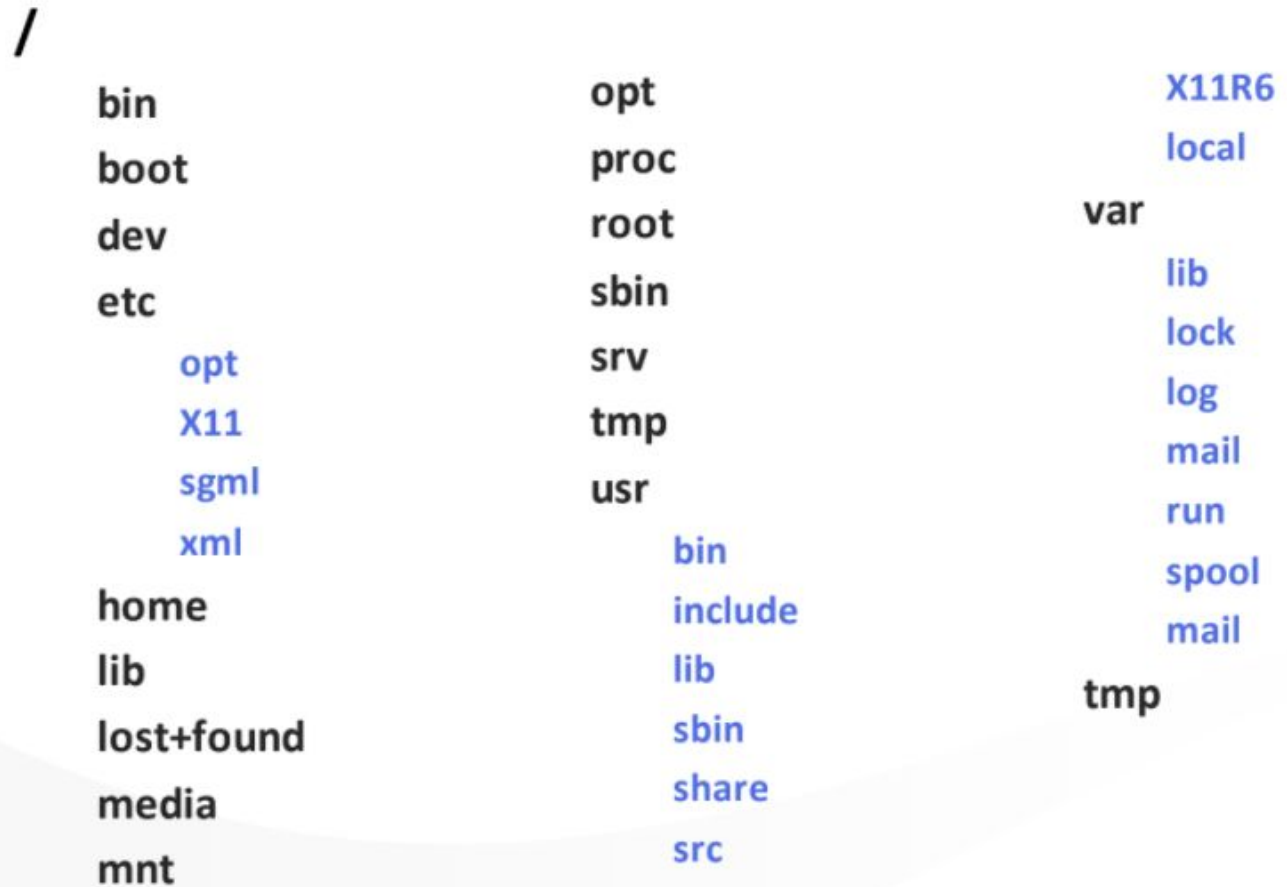 /
bin
boot
dev
etc
opt
X11
sgml
xml
home
lib
lost+found
media
mnt
opt
proc
root
sbin
srv
tmp
usr
bin
include
lib
sbin
share
src
X11R6
local
var
lib
lock
log
mail
run
spool
mail
tmp